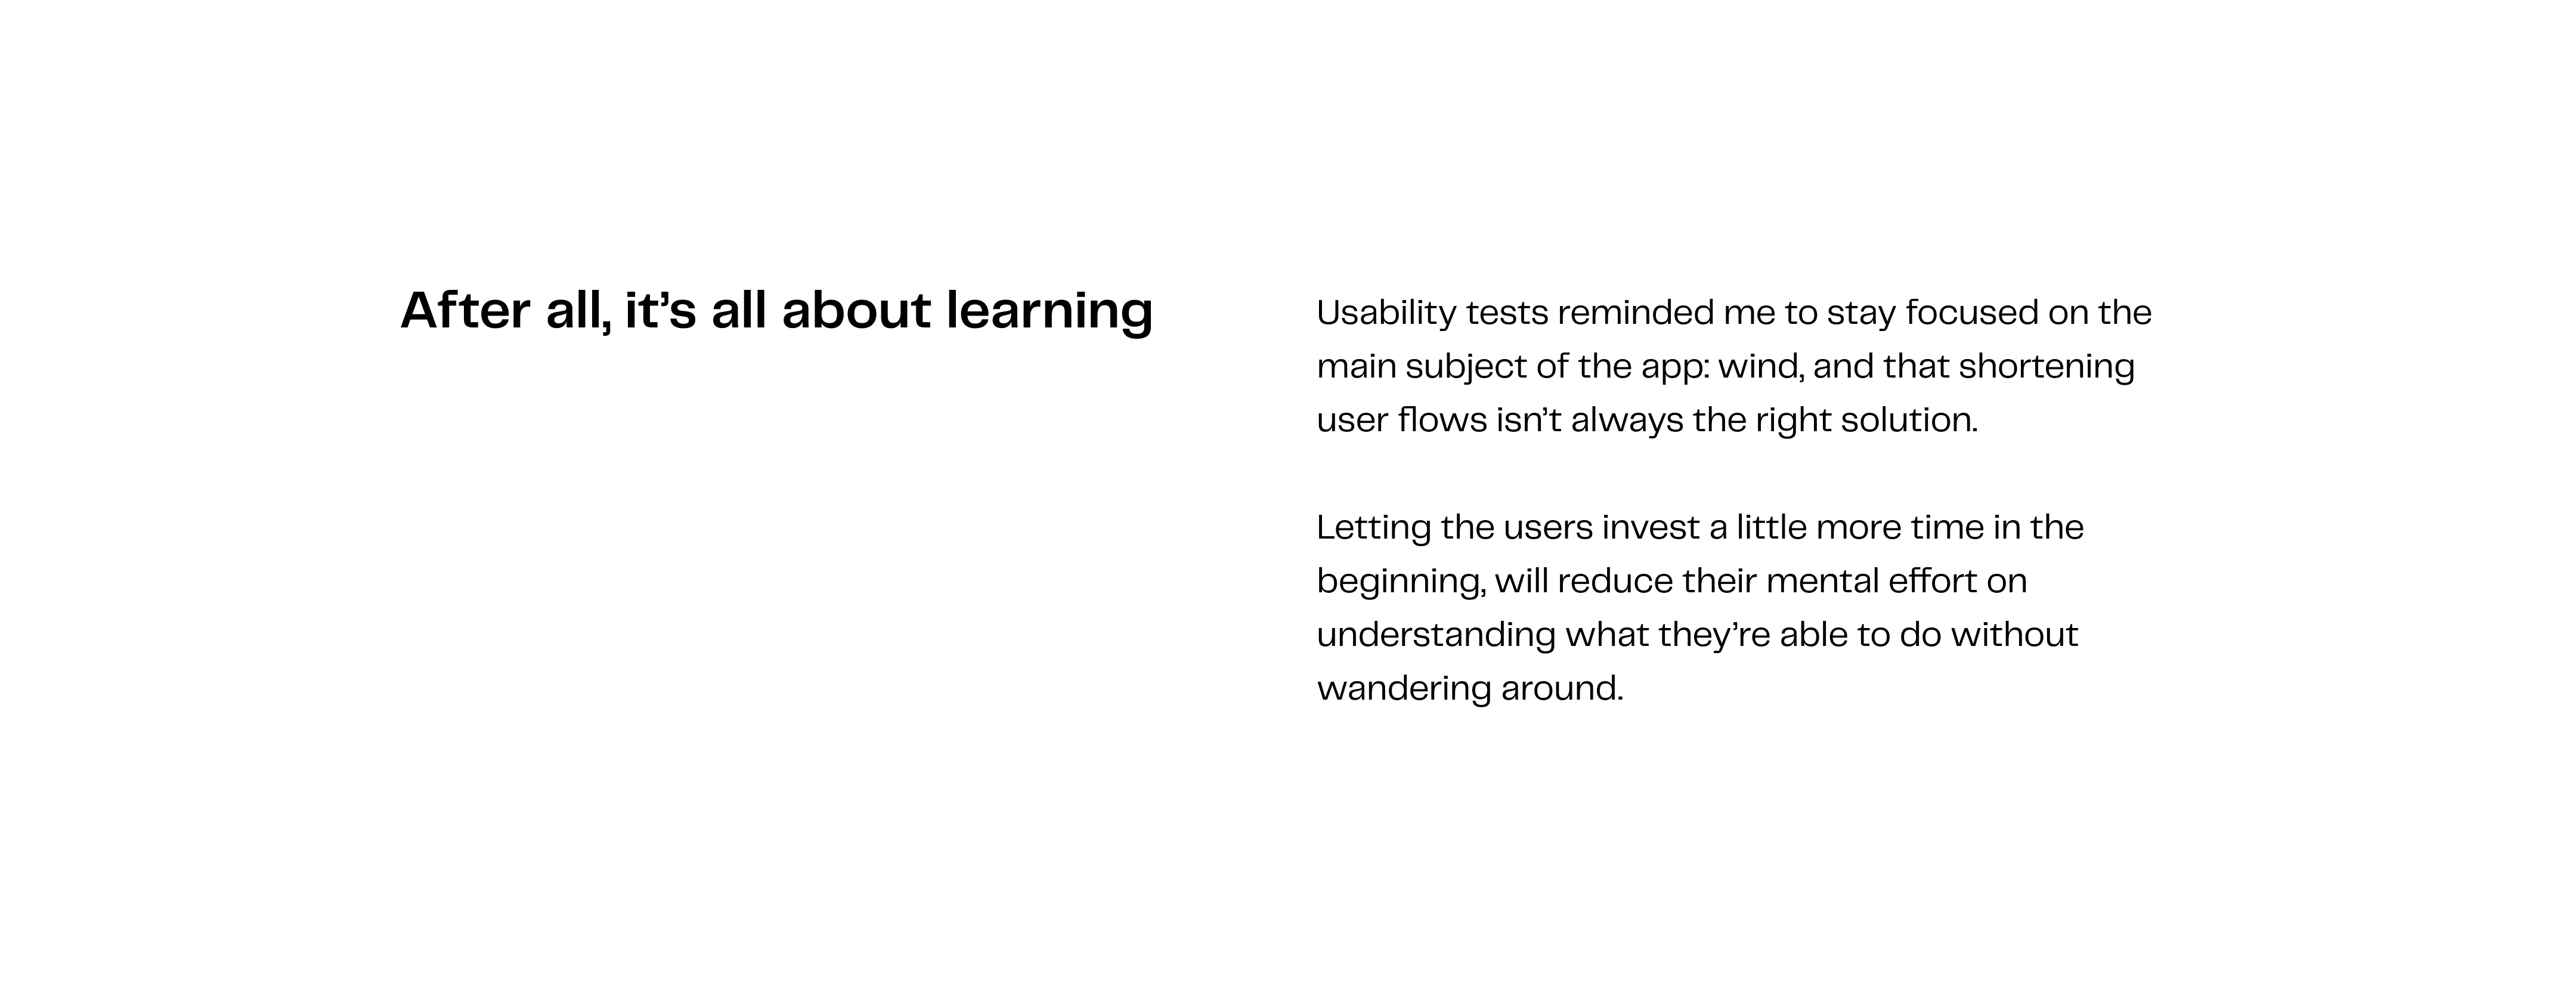 After all, it’s all about learning
Usability tests reminded me to stay focused on the
main subject of the app: wind, and that shortening
user flows isn’t always the right solution.
Letting the users invest a little more time in the
beginning, will reduce their mental effort on
understanding what they’re able to do without
wandering around.